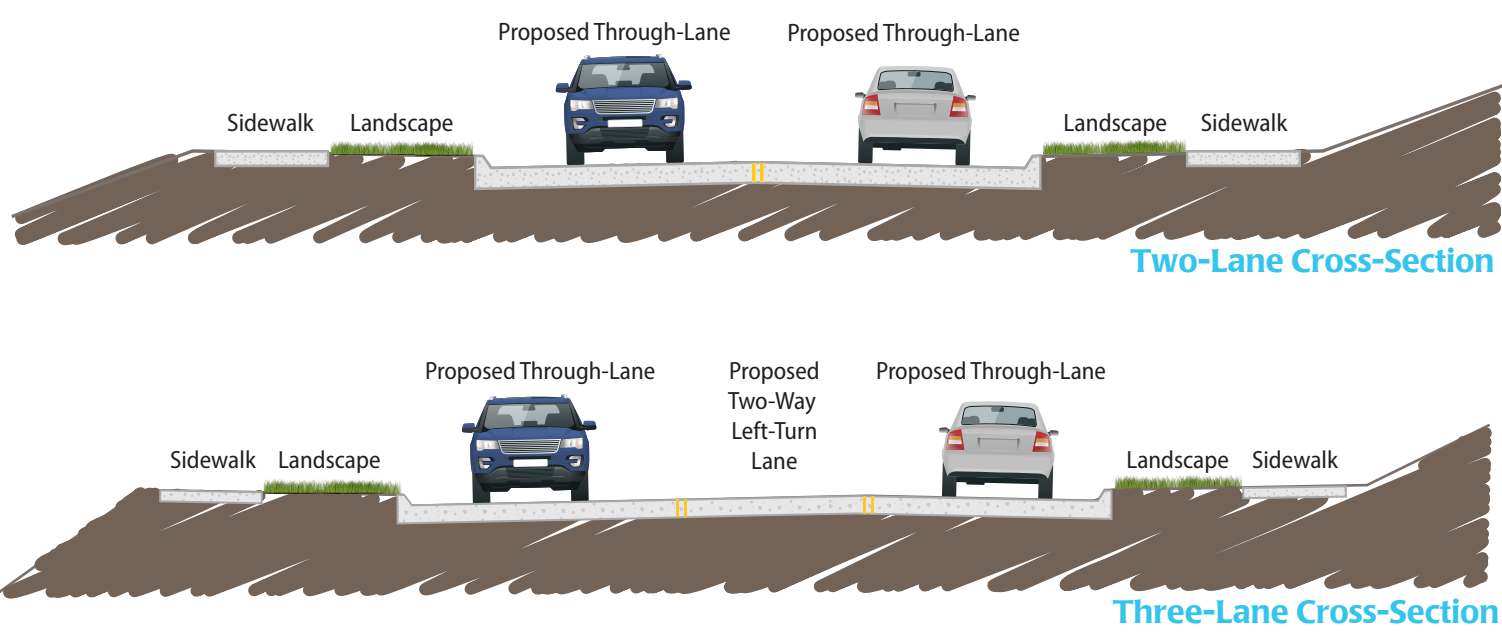 Proposed Through-Lane
Proposed Through-Lane
Sidewalk
Landscape
Landscape
Sidewalk
Two-Lane Cross-Section
Proposed Through-Lane
Proposed
Two-Way
Left-Turn
Lane
Proposed Through-Lane
Sidewalk
Landscape
Landscape
Sidewalk
Three-Lane Cross-Section